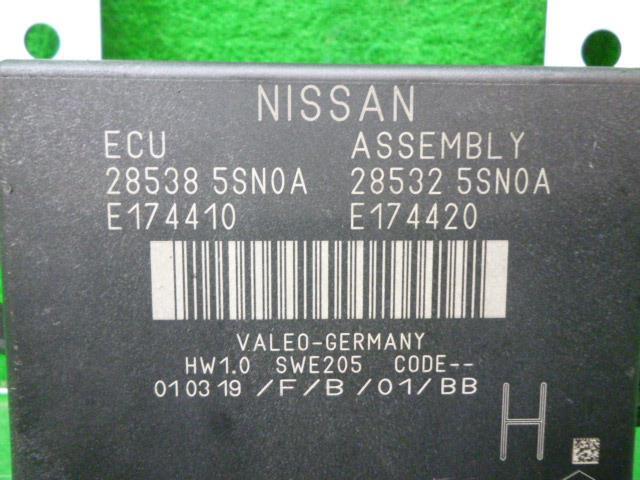 NISSAN
ECU ASSEMBLY
28538 5SN0A 28532 5SN0A
E174410 E174420
VALEO-GERMANY
HW1.0 SWE205 CODE--
010319 /F/B/01/BB
H